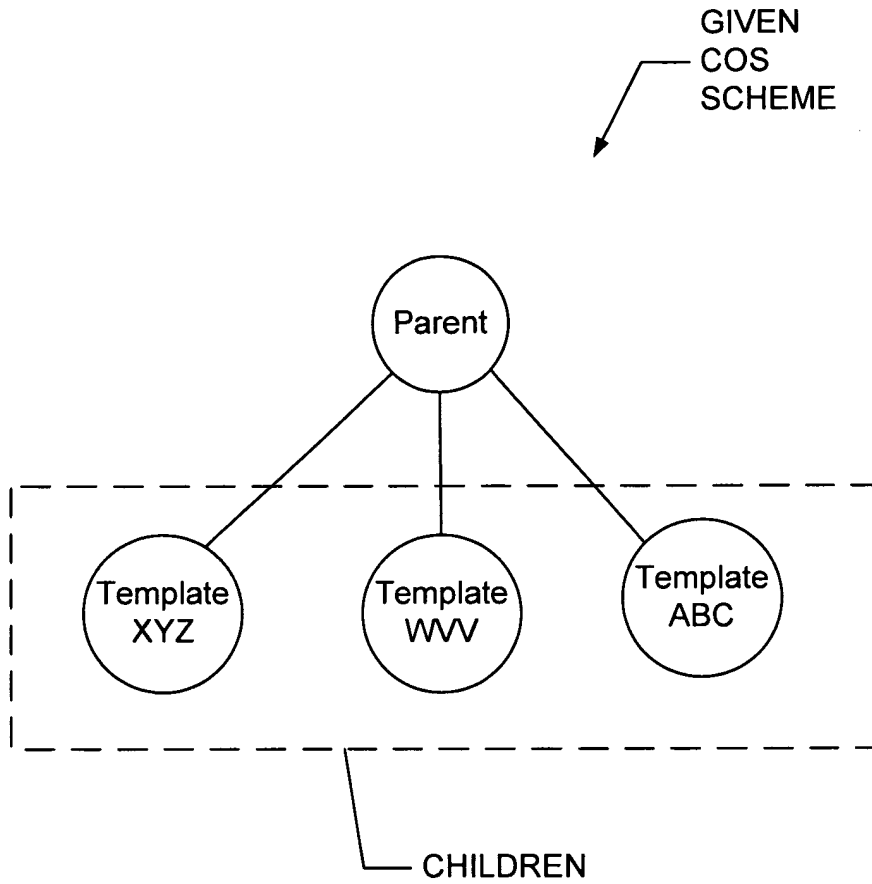 GIVEN
COS
SCHEME
Parent
Template
XYZ
Template
WVV
Template
ABC
CHILDREN